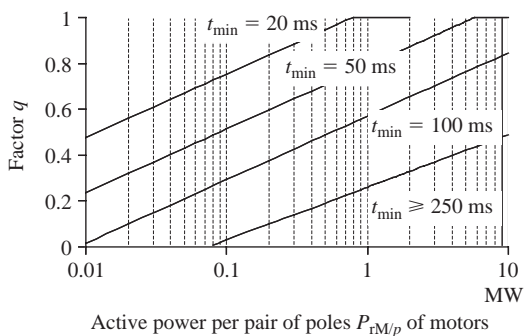 1
0.8
0.6
0.4
0.2
0
Factor q
t_min = 20 ms
t_min = 50 ms
t_min = 100 ms
t_min ⩾ 250 ms
0.01
0.1
1
10
MW
Active power per pair of poles P_rM/p of motors